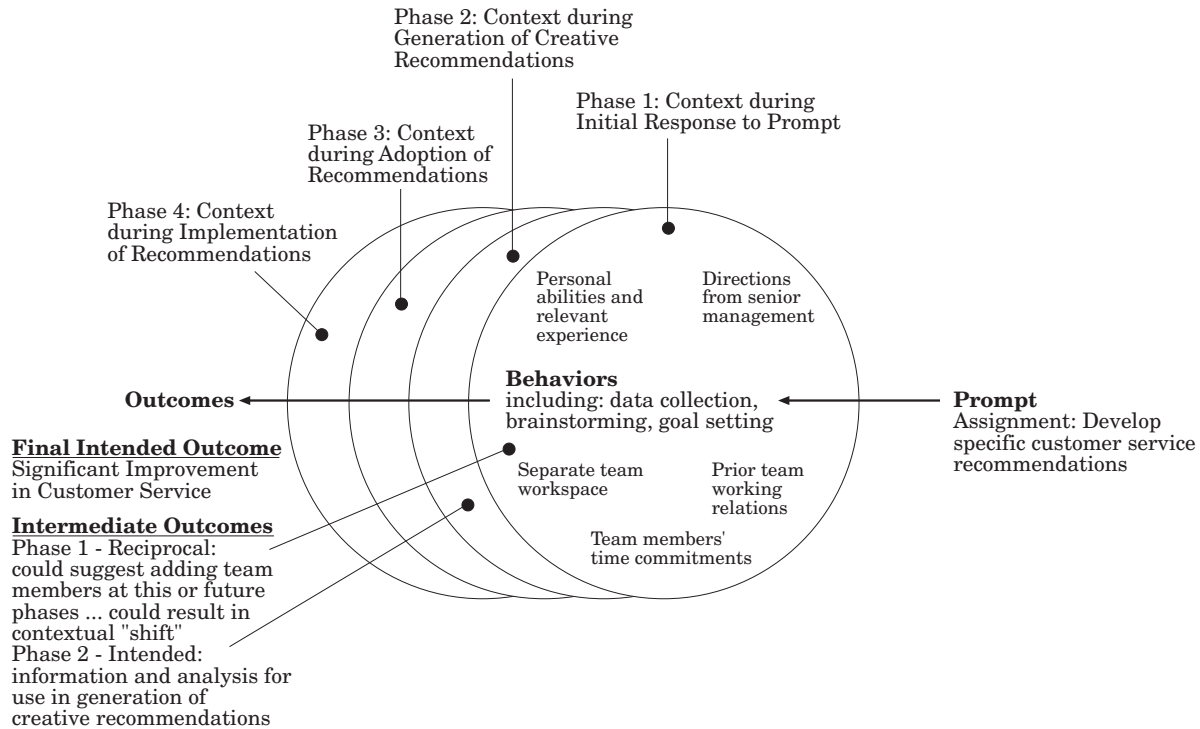 Phase 2: Context during
Generation of Creative
Recommendations
Phase 1: Context during
Initial Response to Prompt
Phase 3: Context
during Adoption of
Recommendations
Phase 4: Context
during Implementation
of Recommendations
Personal
abilities and
relevant
experience
Directions
from senior
management
Behaviors
including: data collection,
brainstorming, goal setting
Outcomes
Prompt
Assignment: Develop
specific customer service
recommendations
Final Intended Outcome
Significant Improvement
in Customer Service
Separate team
workspace
Prior team
working
relations
Team members'
time commitments
Intermediate Outcomes
Phase 1 - Reciprocal:
could suggest adding team
members at this or future
phases ... could result in
contextual "shift"
Phase 2 - Intended:
information and analysis for
use in generation of
creative recommendations